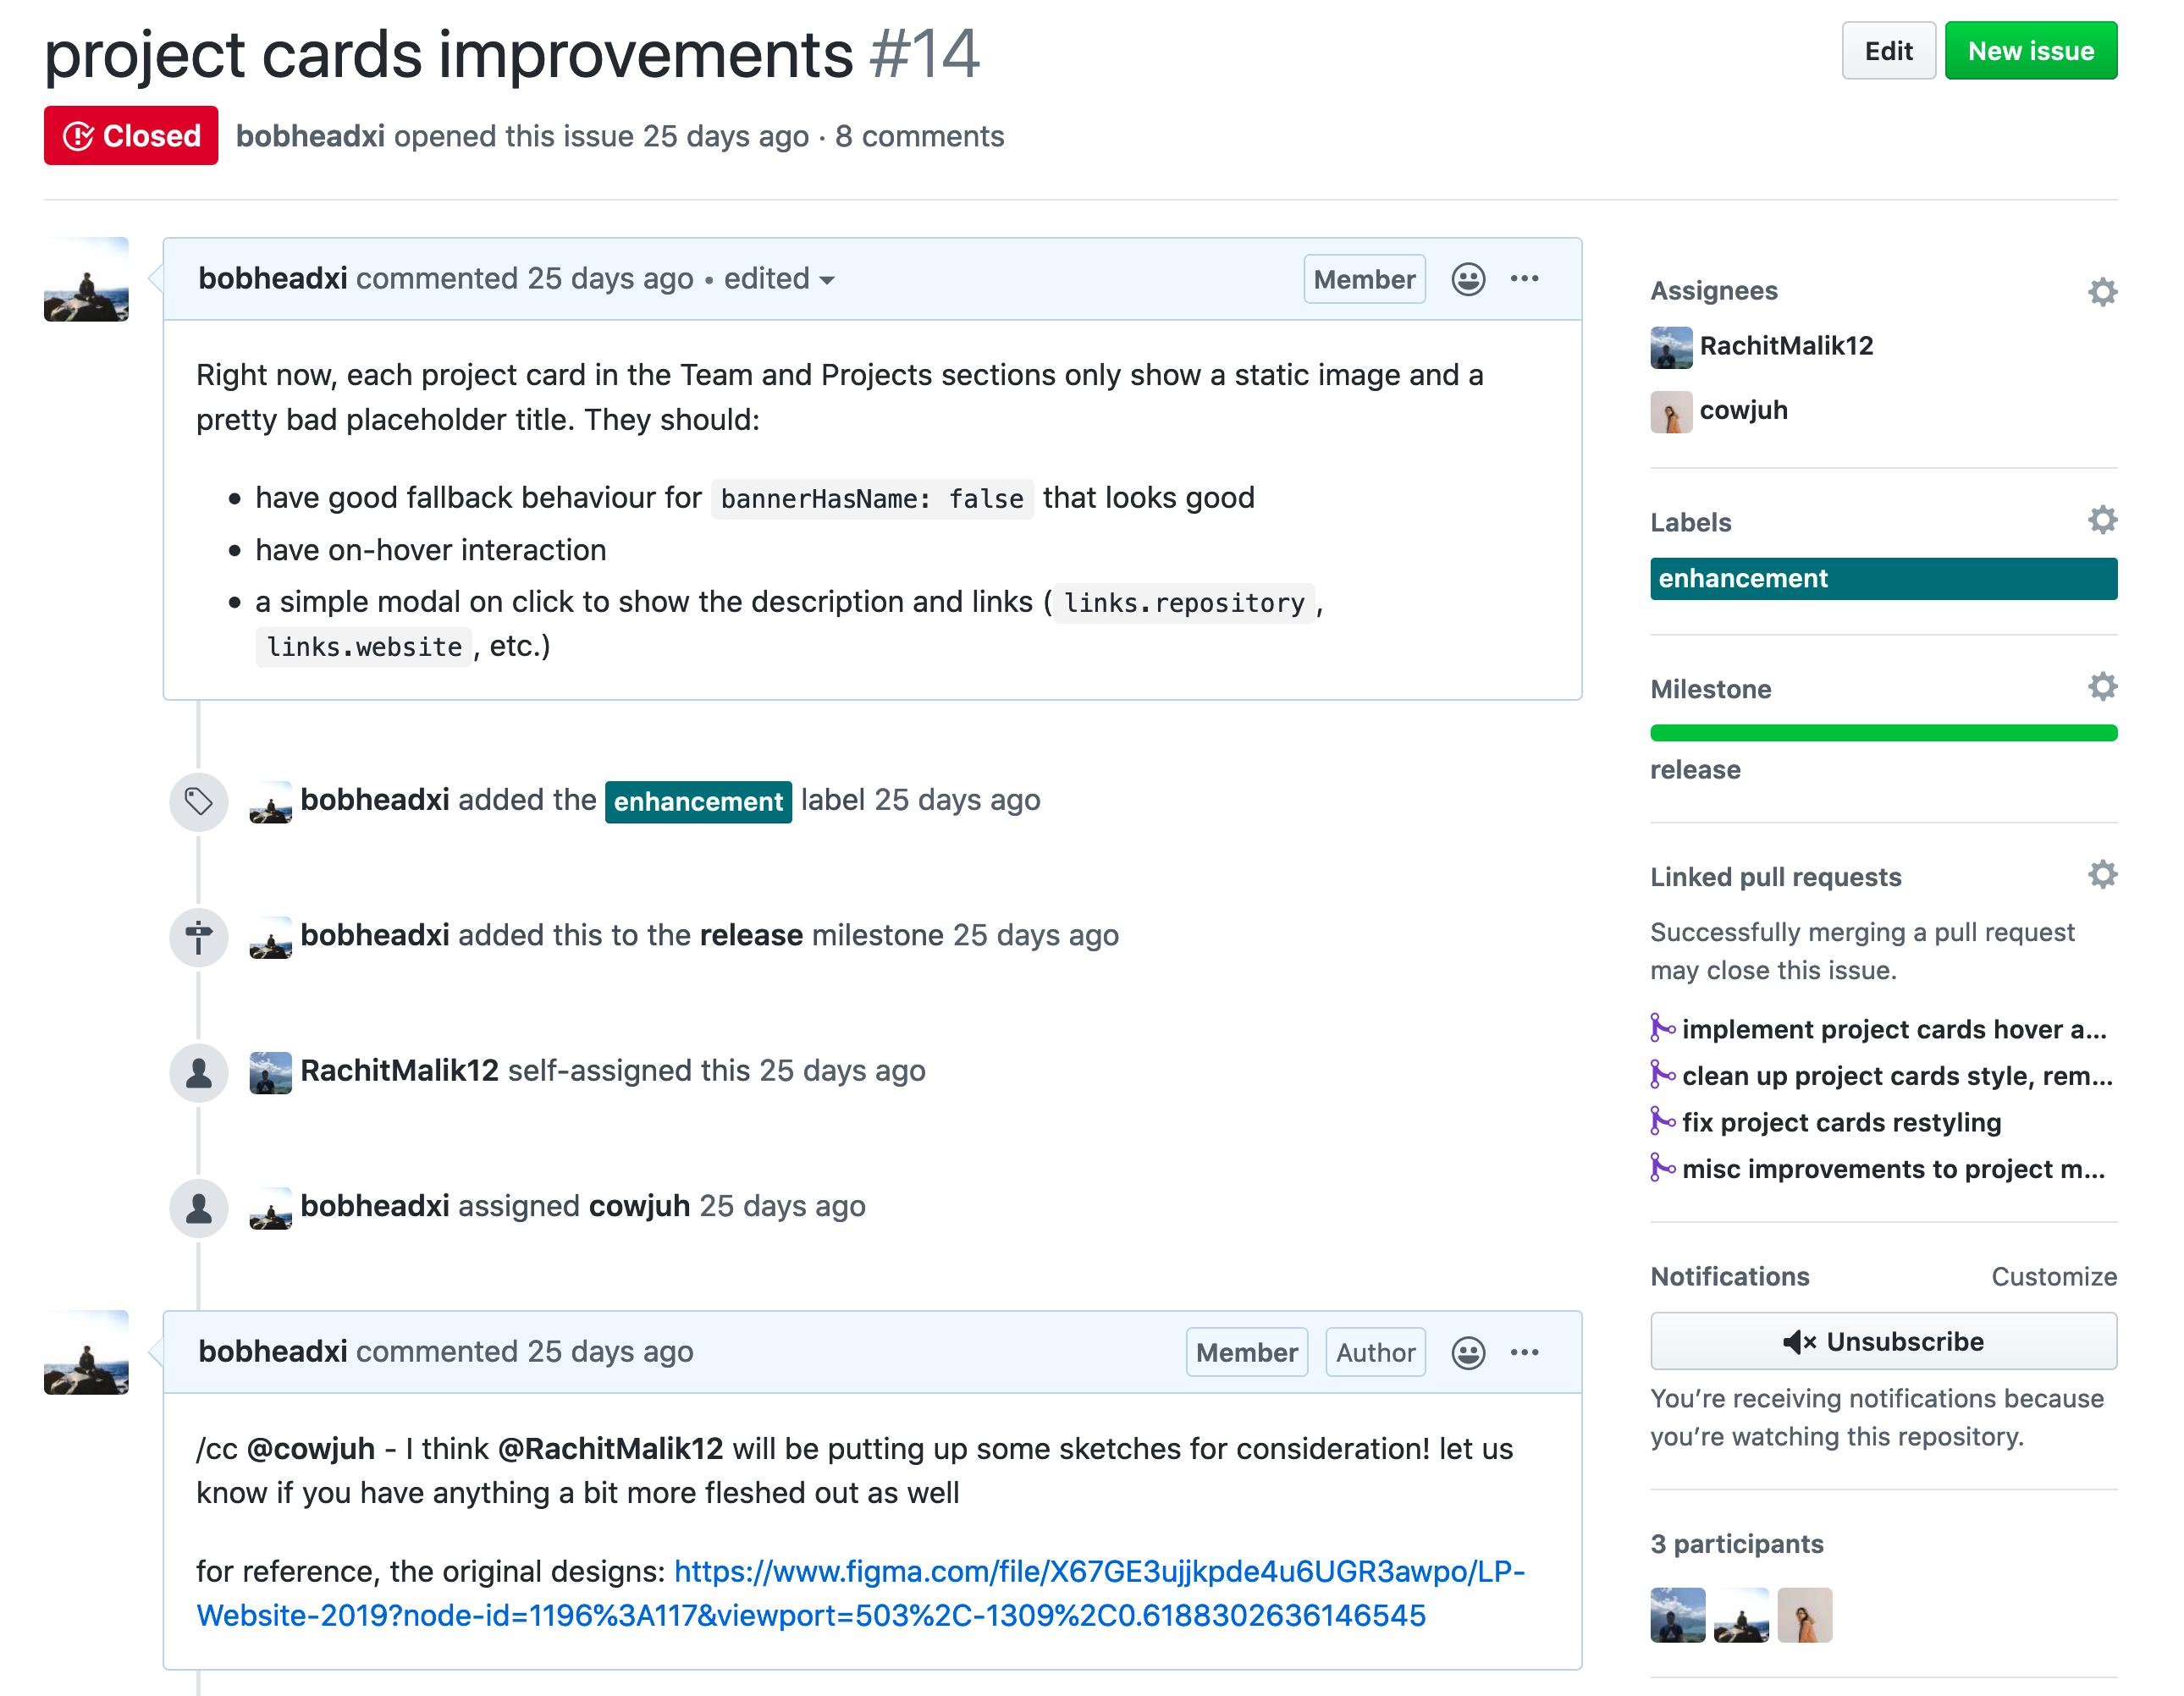 project cards improvements #14
Edit
New issue
Closed
bobheadxi opened this issue 25 days ago · 8 comments
bobheadxi commented 25 days ago • edited
Member
Right now, each project card in the Team and Projects sections only show a static image and a
pretty bad placeholder title. They should:
• have good fallback behaviour for bannerHasName: false that looks good
• have on-hover interaction
• a simple modal on click to show the description and links ( links.repository ,
links.website , etc.)
bobheadxi added the enhancement label 25 days ago
bobheadxi added this to the release milestone 25 days ago
RachitMalik12 self-assigned this 25 days ago
bobheadxi assigned cowjuh 25 days ago
bobheadxi commented 25 days ago
Member
Author
/cc @cowjuh - I think @RachitMalik12 will be putting up some sketches for consideration! let us
know if you have anything a bit more fleshed out as well
for reference, the original designs: https://www.figma.com/file/X67GE3ujjkpde4u6UGR3awpo/LP-
Website-2019?node-id=1196%3A117&viewport=503%2C-1309%2C0.6188302636146545
Assignees
RachitMalik12
cowjuh
Labels
enhancement
Milestone
release
Linked pull requests
Successfully merging a pull request
may close this issue.
implement project cards hover a...
clean up project cards style, rem...
fix project cards restyling
misc improvements to project m...
Notifications
Customize
Unsubscribe
You’re receiving notifications because
you’re watching this repository.
3 participants